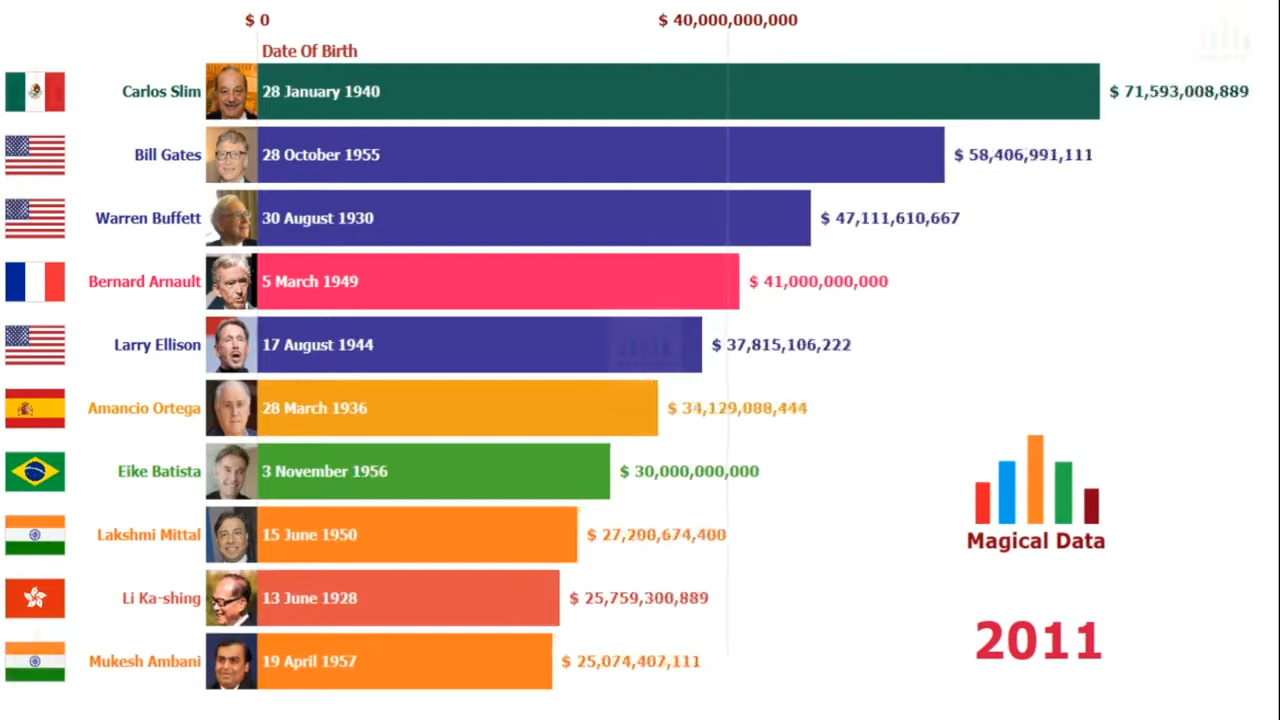 $ 0
$ 40,000,000,000
Date Of Birth
Carlos Slim 28 January 1940 $ 71,593,008,889
Bill Gates 28 October 1955 $ 58,406,991,111
Warren Buffett 30 August 1930 $ 47,111,610,667
Bernard Arnault 5 March 1949 $ 41,000,000,000
Larry Ellison 17 August 1944 $ 37,815,106,222
Amancio Ortega 28 March 1936 $ 34,129,088,444
Eike Batista 3 November 1956 $ 30,000,000,000
Lakshmi Mittal 15 June 1950 $ 27,200,674,400
Li Ka-shing 13 June 1928 $ 25,759,300,889
Mukesh Ambani 19 April 1957 $ 25,074,407,111
Magical Data
2011